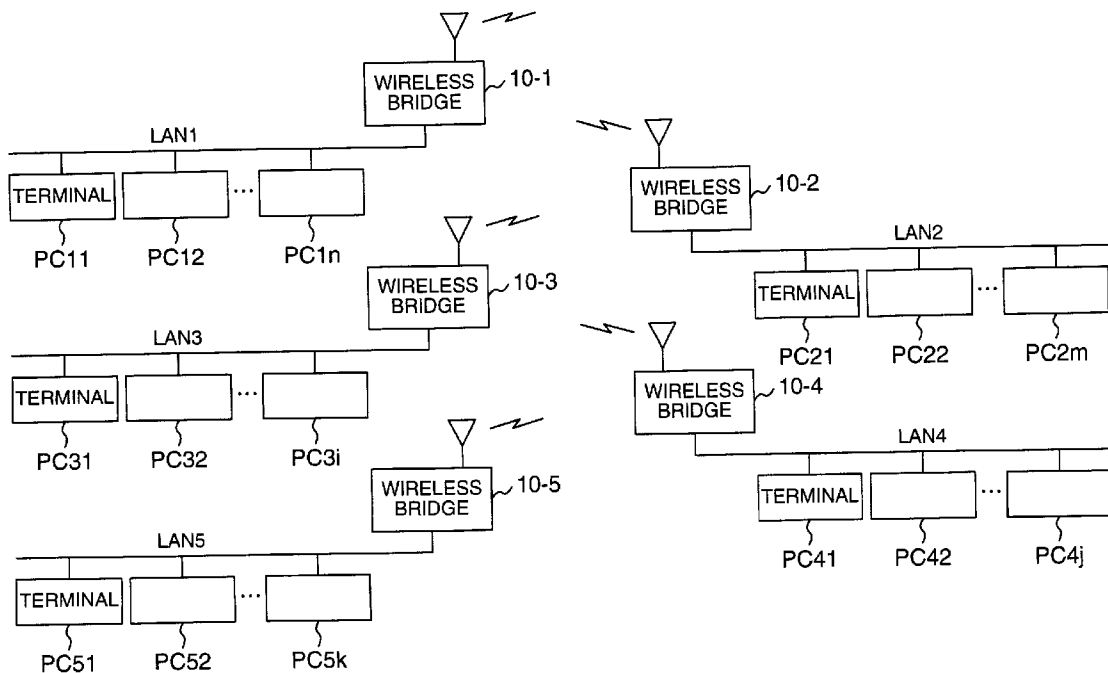 WIRELESS
BRIDGE
10-1
LAN1
TERMINAL
...
PC11
PC12
PC1n
WIRELESS
BRIDGE
10-2
LAN2
TERMINAL
...
PC21
PC22
PC2m
WIRELESS
BRIDGE
10-3
LAN3
TERMINAL
...
PC31
PC32
PC3i
WIRELESS
BRIDGE
10-4
LAN4
TERMINAL
...
PC41
PC42
PC4j
WIRELESS
BRIDGE
10-5
LAN5
TERMINAL
...
PC51
PC52
PC5k